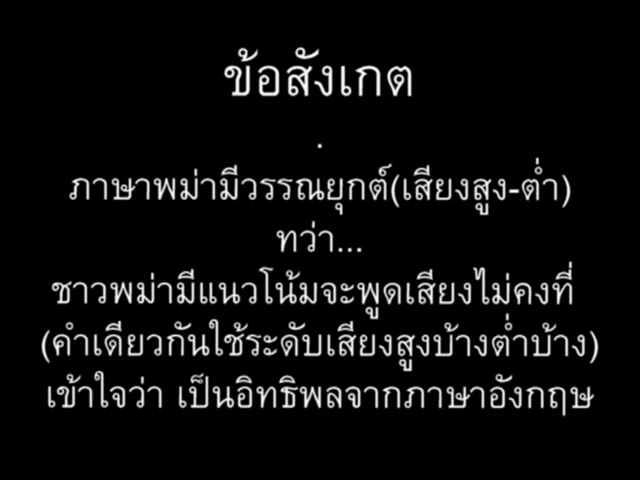 ข้อสังเกต
.
ภาษาพม่ามีวรรณยุกต์(เสียงสูง-ต่ำ)
ทว่า...
ชาวพม่ามีแนวโน้มจะพูดเสียงไม่คงที่
(คำเดียวกันใช้ระดับเสียงสูงบ้างต่ำบ้าง)
เข้าใจว่า เป็นอิทธิพลจากภาษาอังกฤษ